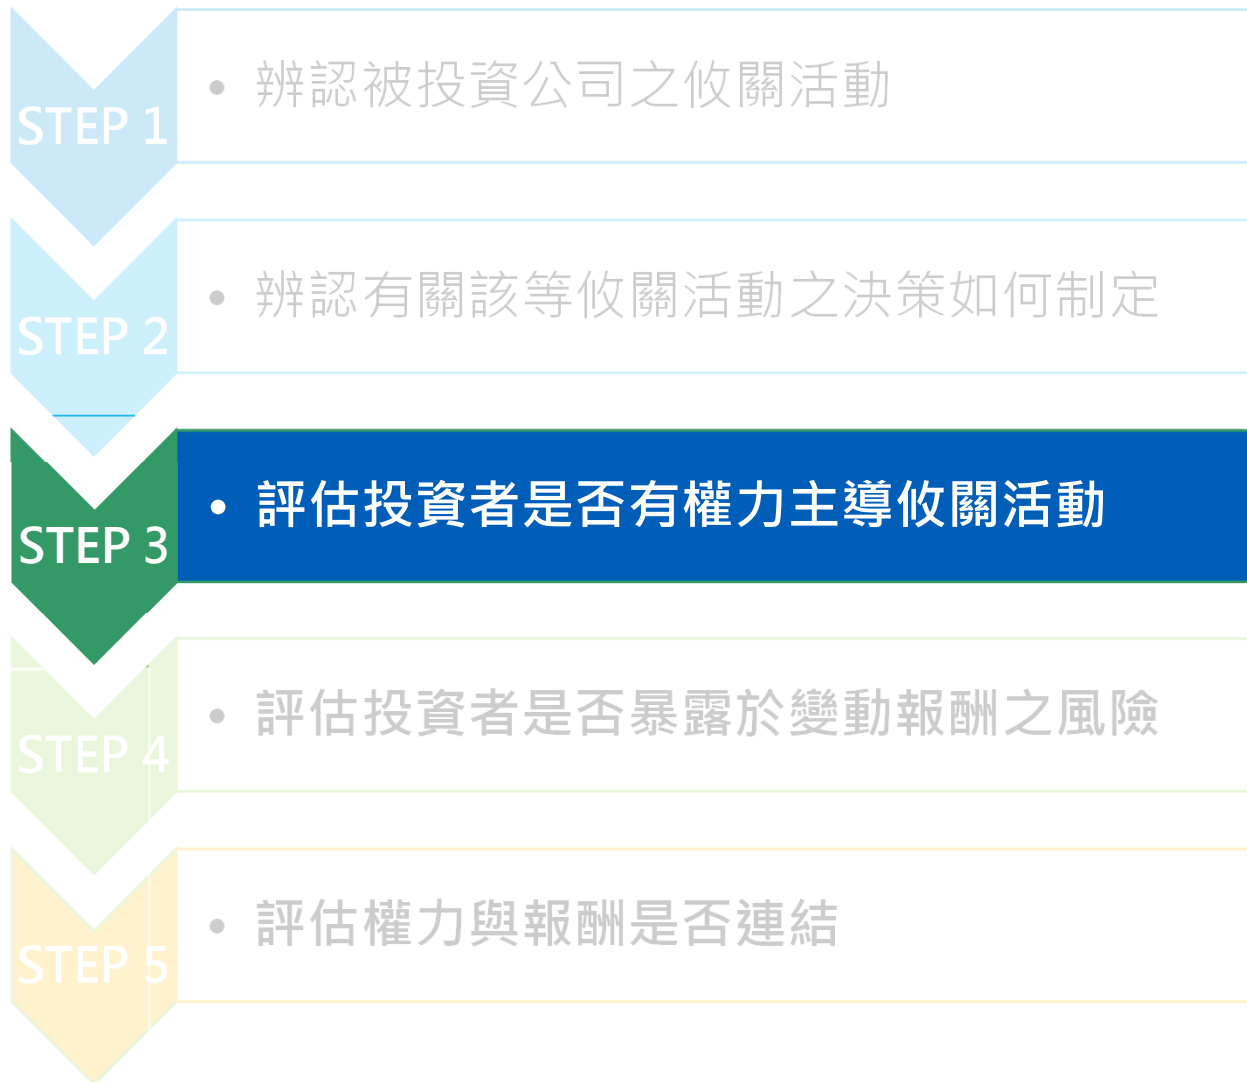 STEP 1
• 辨認被投資公司之攸關活動
STEP 2
• 辨認有關該等攸關活動之決策如何制定
STEP 3
• 評估投資者是否有權力主導攸關活動
STEP 4
• 評估投資者是否暴露於變動報酬之風險
STEP 5
• 評估權力與報酬是否連結